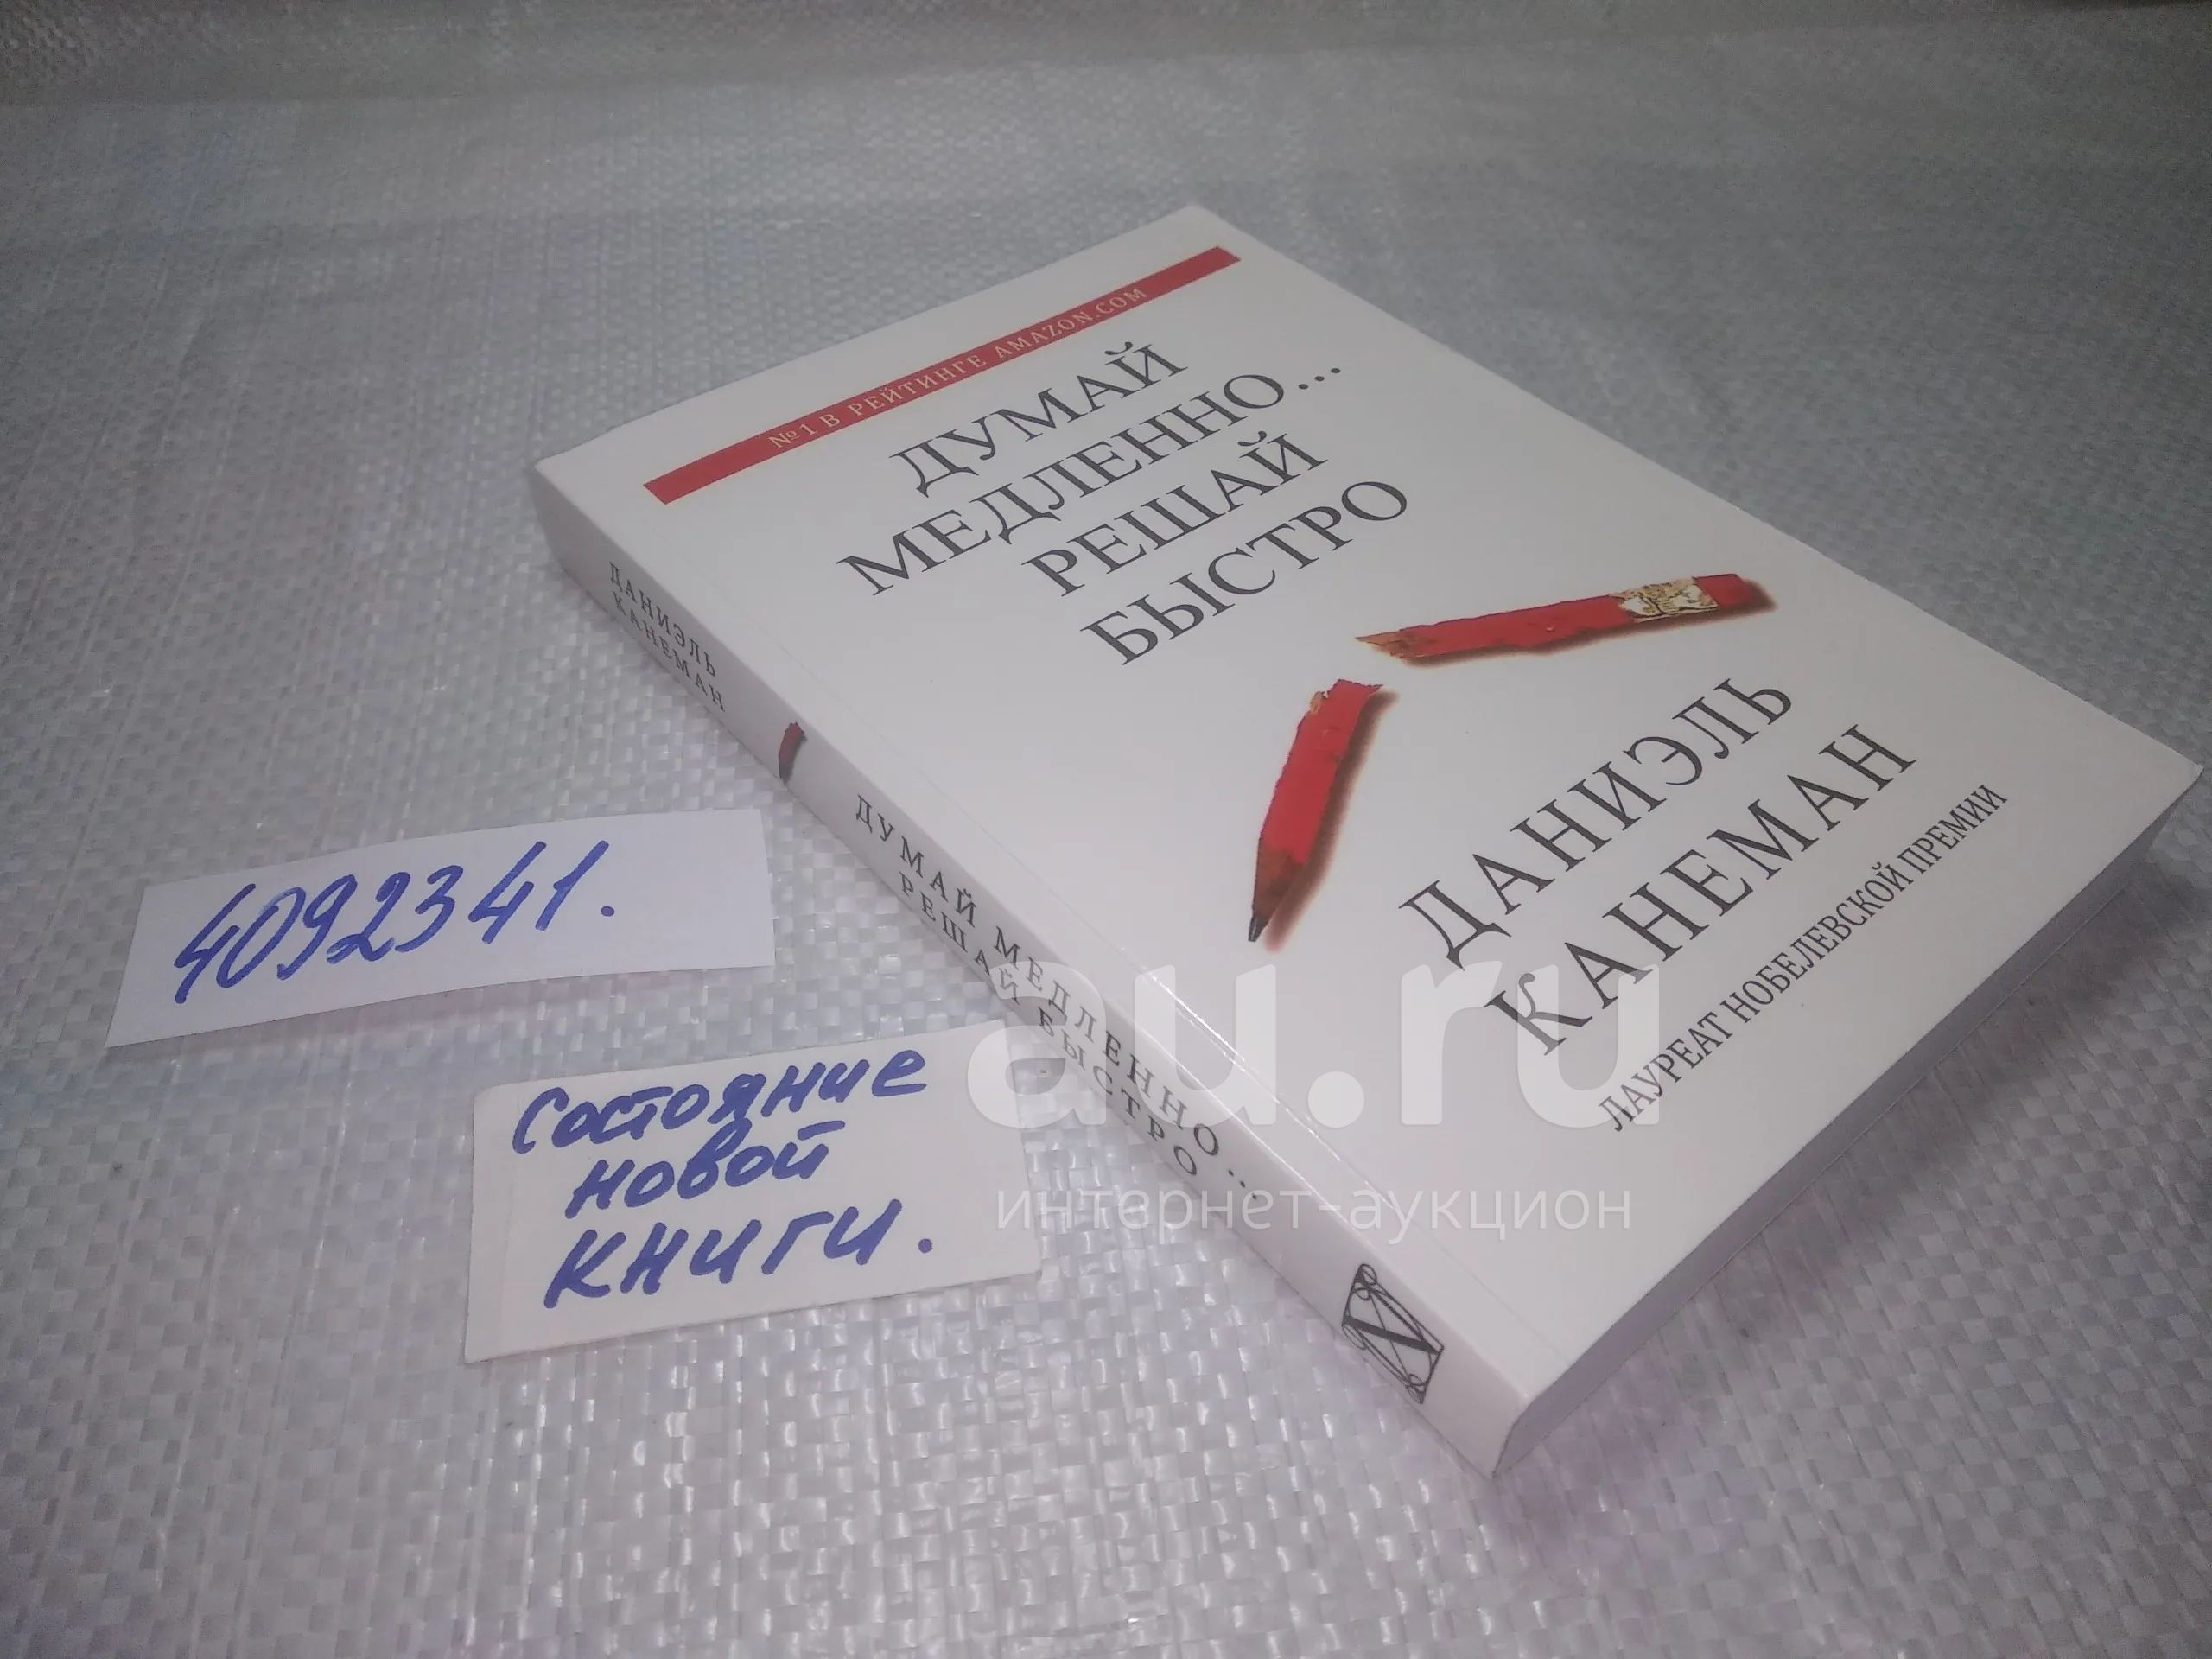 №1 В РЕЙТИНГЕ AMAZON.COM
ДУМАЙ
МЕДЛЕННО...
РЕШАЙ
БЫСТРО
ДАНИЭЛЬ
КАНЕМАН
ЛАУРЕАТ НОБЕЛЕВСКОЙ ПРЕМИИ
ДАНИЭЛЬ
КАНЕМАН
ДУМАЙ МЕДЛЕННО...
РЕШАЙ БЫСТРО
4092341.
Состояние
новой
книги.
au.ru
интернет-аукцион